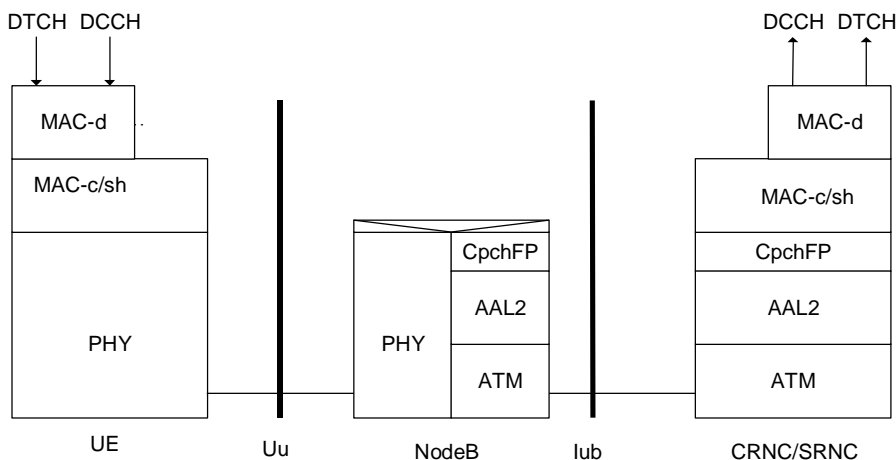 DTCH DCCH DCCH DTCH
MAC-d MAC-d
MAC-c/sh MAC-c/sh
CpchFP CpchFP
AAL2 AAL2
PHY PHY
ATM ATM
UE Uu NodeB Iub CRNC/SRNC